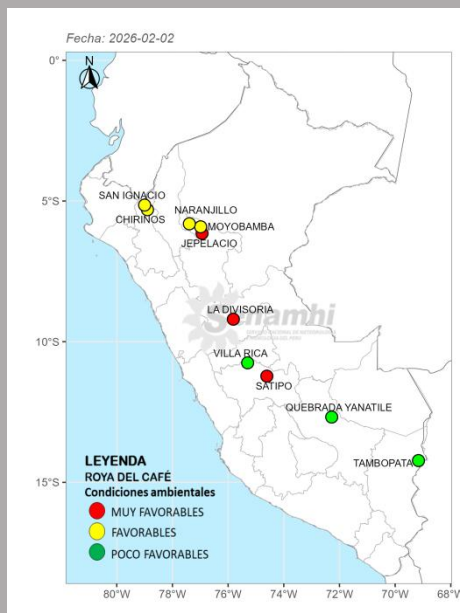 Fecha: 2026-02-02
N
0°
5°S
10°S
15°S
SAN IGNACIO
CHIRINOS
NARANJILLO
MOYOBAMBA
JEPELACIO
LA DIVISORIA
Senamhi
VILLA RICA
SATIPO
QUEBRADA YANATILE
TAMBOPATA
LEYENDA
ROYA DEL CAFÉ
Condiciones ambientales
MUY FAVORABLES
FAVORABLES
POCO FAVORABLES
80°W 78°W 76°W 74°W 72°W 70°W 68°W